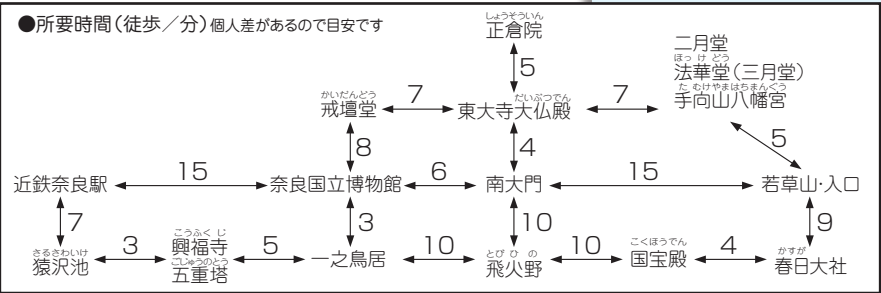 ●所要時間(徒歩／分)個人差があるので目安です
しょうそういん
正倉院
5
二月堂
ほっけどう
法華堂(三月堂)
たむけやまはちまんぐう
手向山八幡宮
かいだんどう
戒壇堂
7
だいぶつでん
東大寺大仏殿
7
8
4
5
近鉄奈良駅
15
奈良国立博物館
6
南大門
15
若草山・入口
7
3
10
9
さるさわいけ
猿沢池
3
こうふくじ
興福寺
ごじゅうのとう
五重塔
5
一之鳥居
10
とびひの
飛火野
10
こくほうでん
国宝殿
4
かすが
春日大社